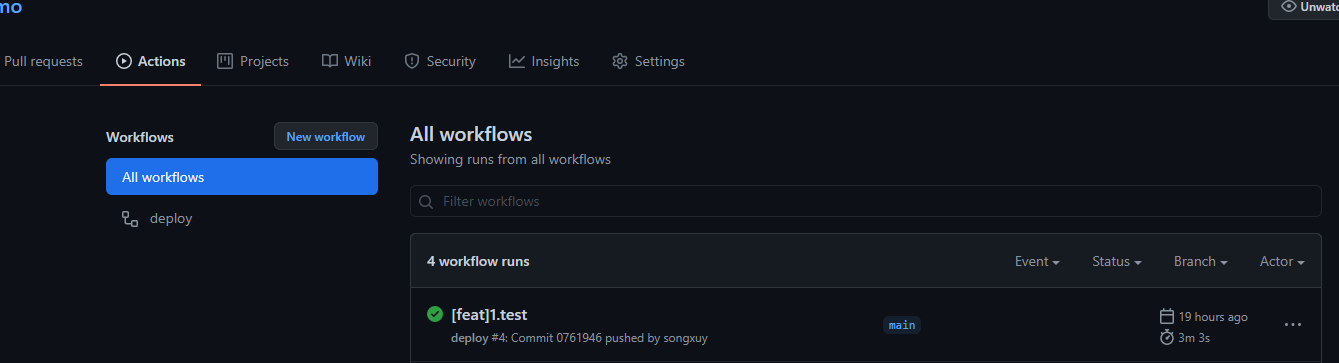 mo
Unwatc
Pull requests Actions Projects Wiki Security Insights Settings
Workflows New workflow
All workflows
deploy
All workflows
Showing runs from all workflows
Filter workflows
4 workflow runs Event Status Branch Actor
[feat]1.test
deploy #4: Commit 0761946 pushed by songxuy
main
19 hours ago
3m 3s